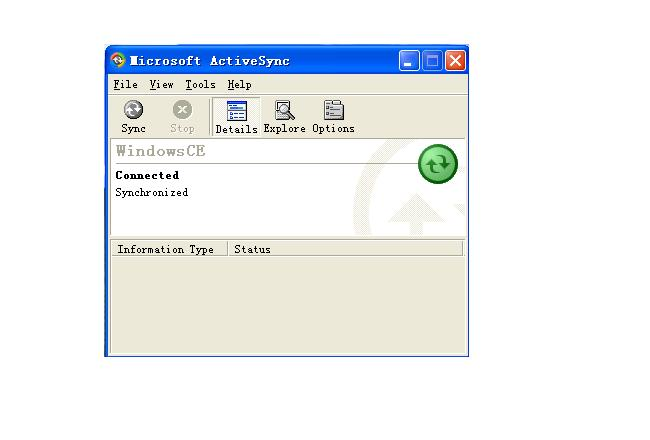 Microsoft ActiveSync
File View Tools Help
Sync Stop Details Explore Options
WindowsCE
Connected
Synchronized
Information Type Status